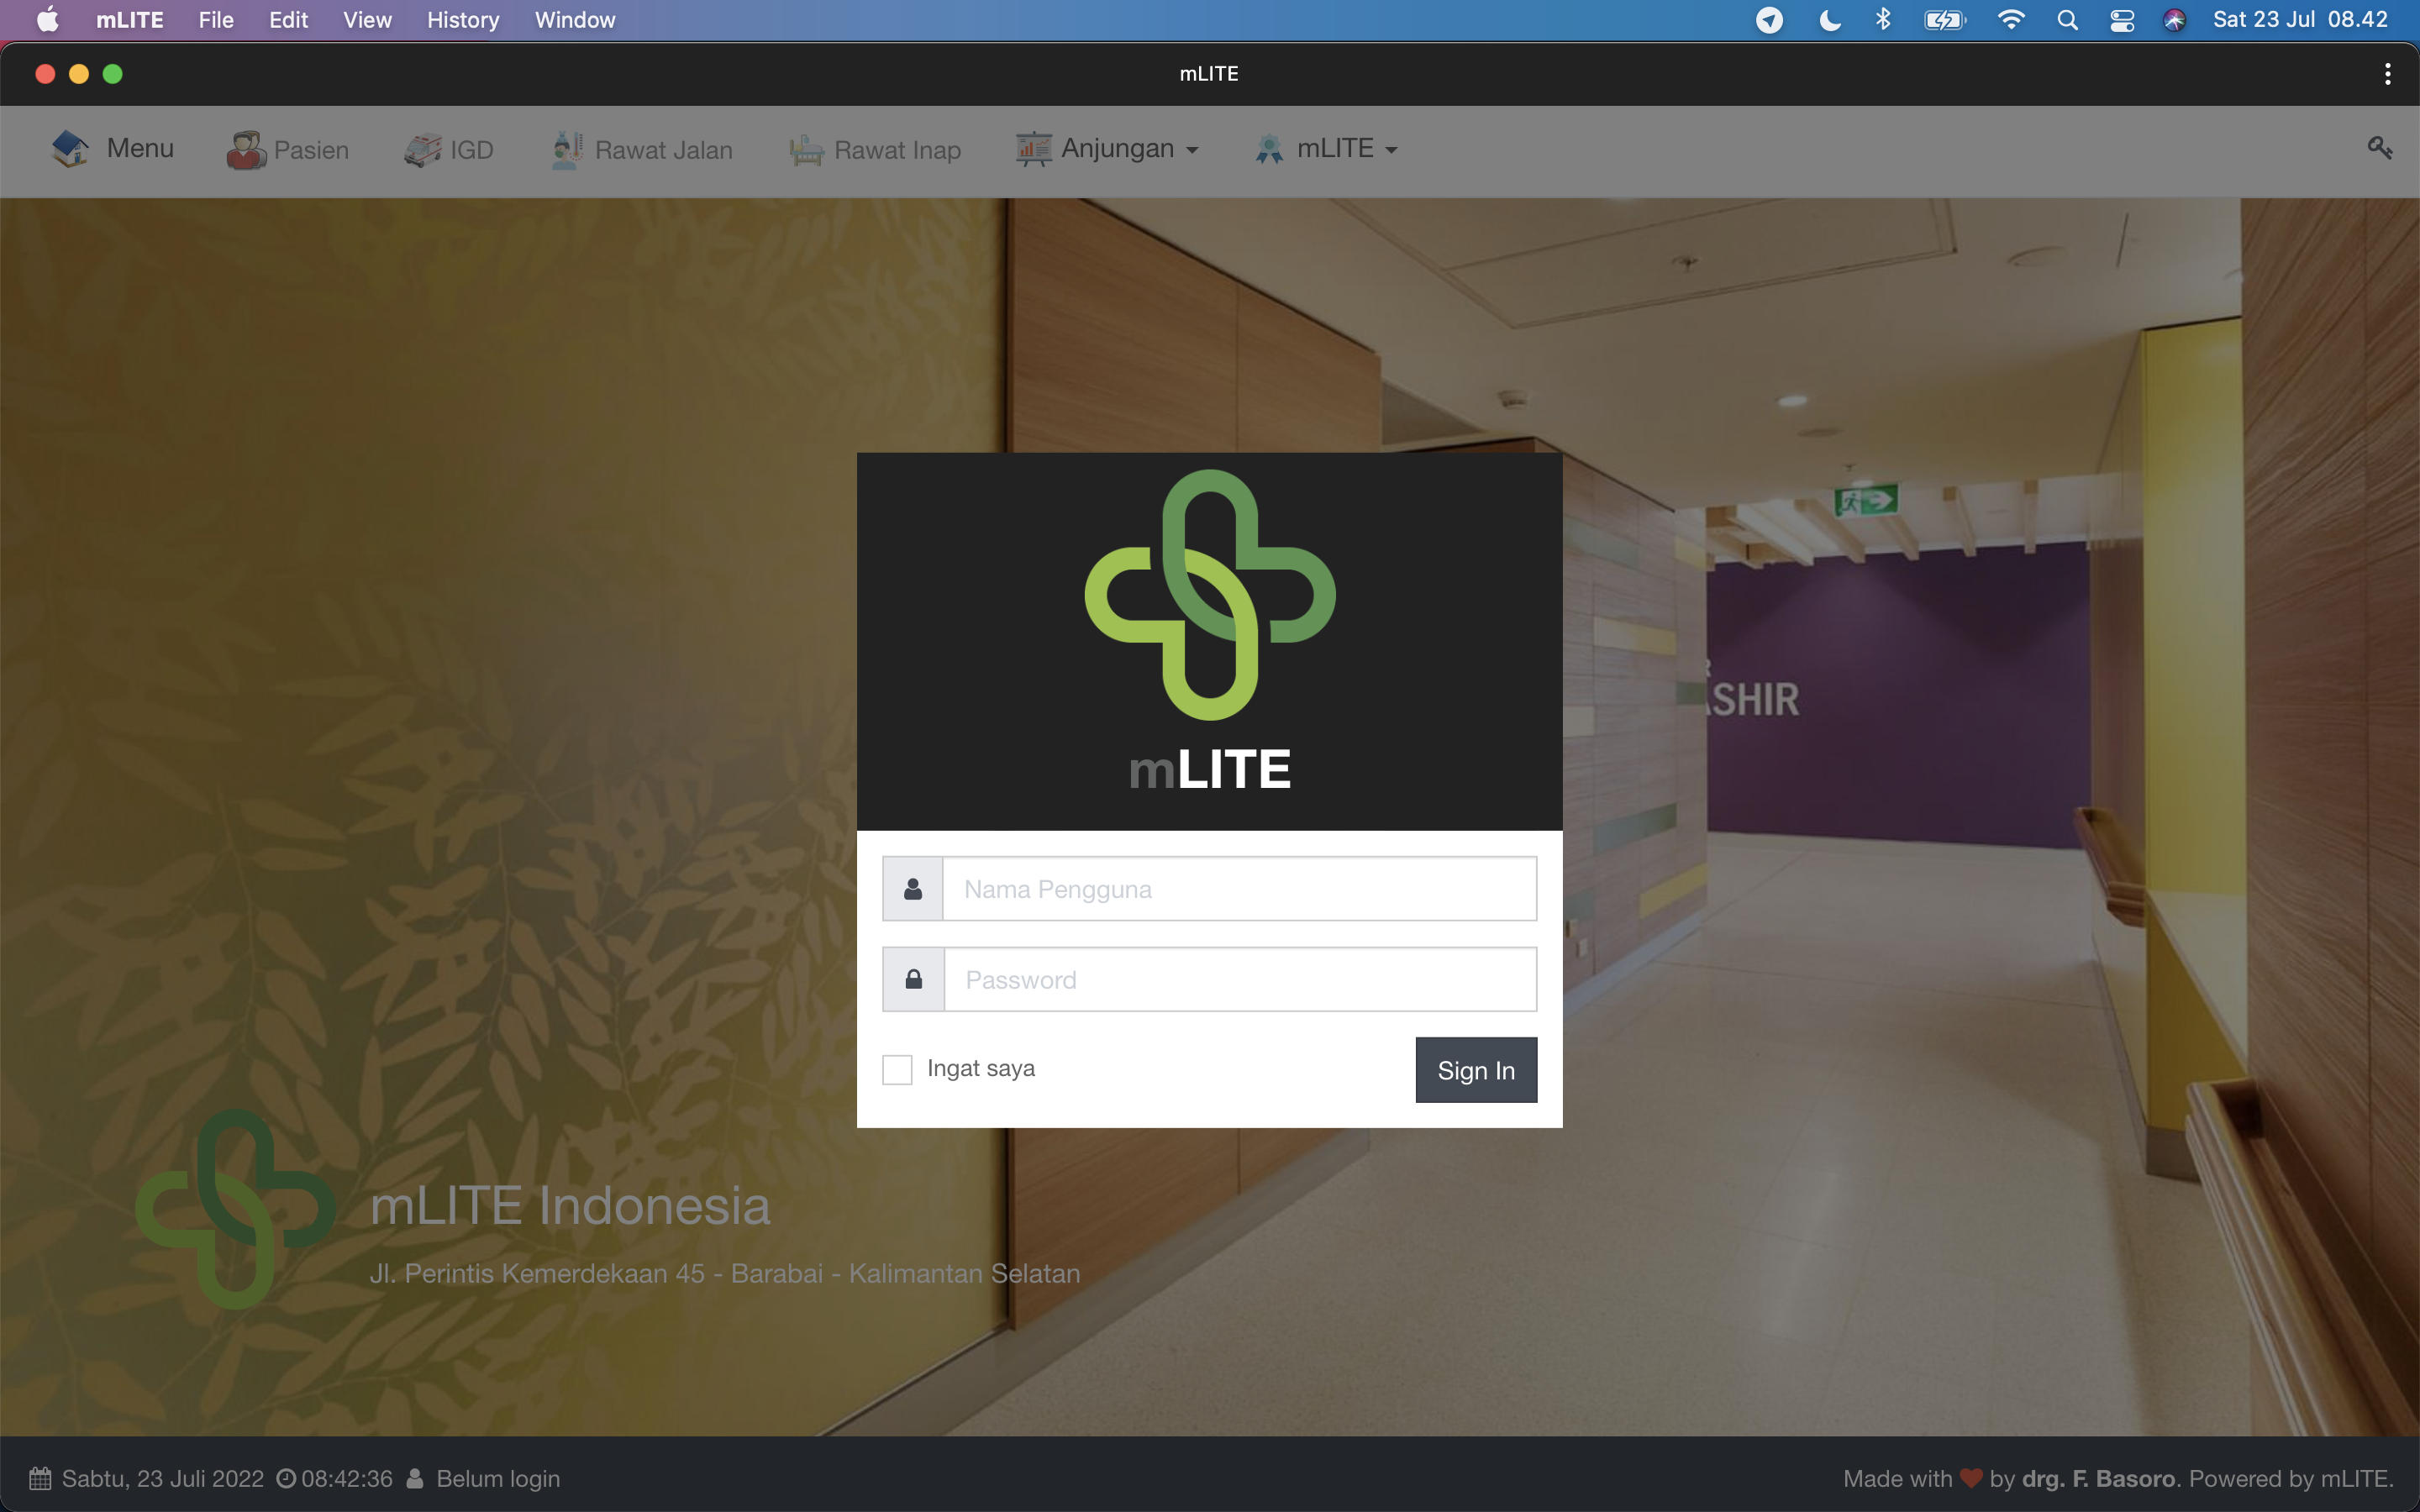 mLITE File Edit View History Window Sat 23 Jul 08.42
mLITE
Menu Pasien IGD Rawat Jalan Rawat Inap Anjungan mLITE
SHIR
mLITE
Nama Pengguna
Password
Ingat saya Sign In
mLITE Indonesia
Jl. Perintis Kemerdekaan 45 - Barabai - Kalimantan Selatan
Sabtu, 23 Juli 2022 08:42:36 Belum login Made with ❤ by drg. F. Basoro. Powered by mLITE.